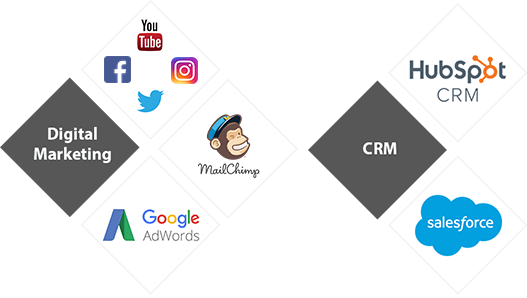 You
Tube
Digital
Marketing
MailChimp
Google
AdWords
HubSpot
CRM
CRM
salesforce